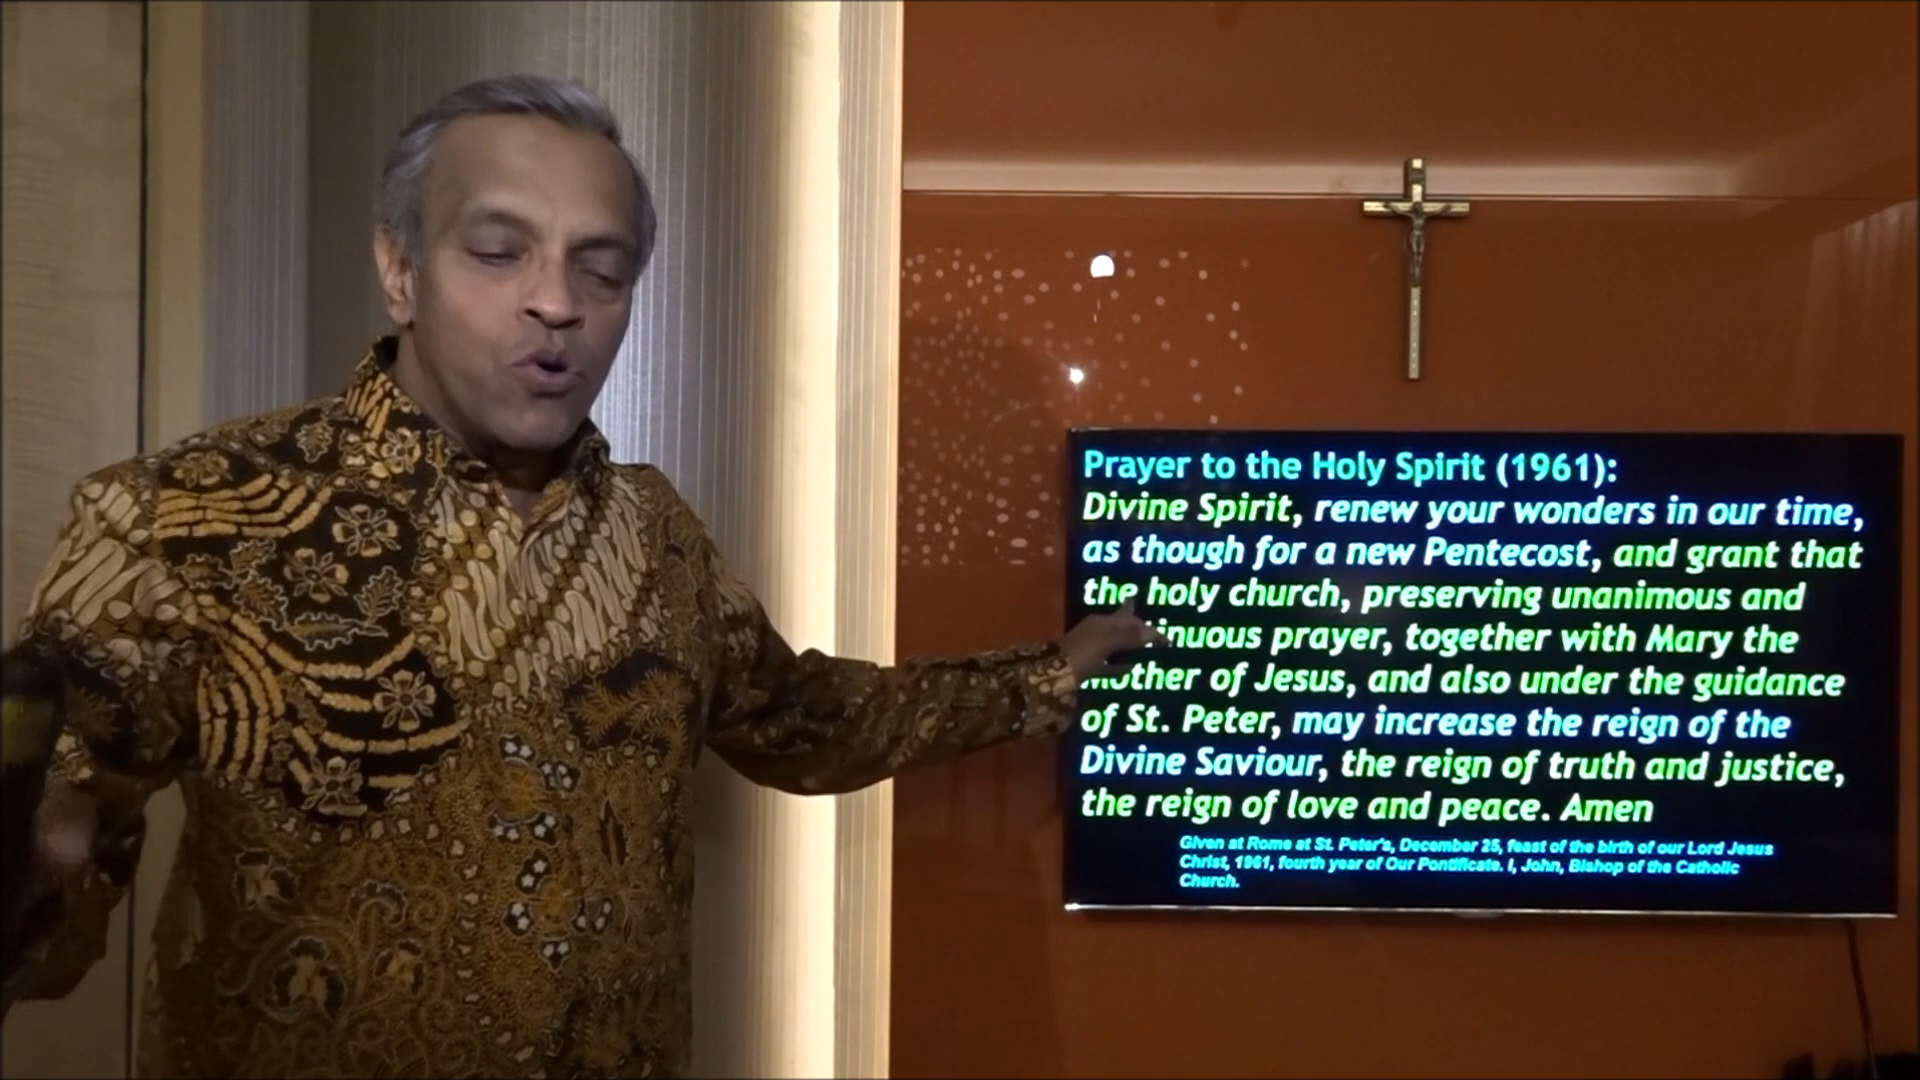 Prayer to the Holy Spirit (1961):
Divine Spirit, renew your wonders in our time,
as though for a new Pentecost, and grant that
the holy church, preserving unanimous and
prayer, together with Mary the
of Jesus, and also under the guidance
of St. Peter, may increase the reign of the
Divine Saviour, the reign of truth and justice,
the reign of love and peace. Amen
Given at Rome at St. Peter's, December 25, feast of the birth of our Lord Jesus
Christ, 1961, fourth year of Our Pontificate. I, John, Bishop of the Catholic
Church.